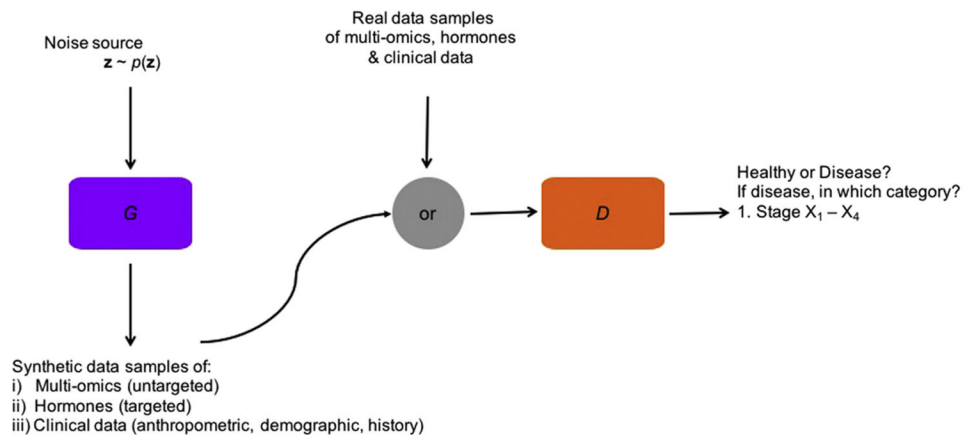 Noise source
z ~ p(z)
Real data samples
of multi-omics, hormones
& clinical data
G
or
D
Healthy or Disease?
If disease, in which category?
1. Stage X₁ – X₄
Synthetic data samples of:
i) Multi-omics (untargeted)
ii) Hormones (targeted)
iii) Clinical data (anthropometric, demographic, history)